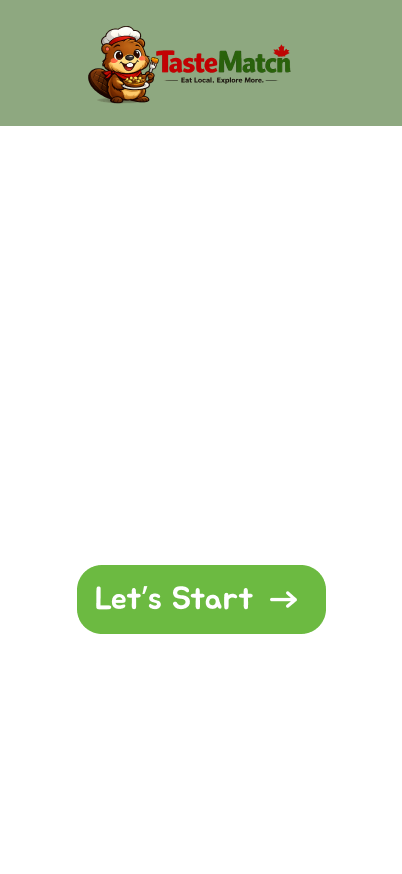 TasteMatch
Eat Local. Explore More.
Let's Start →